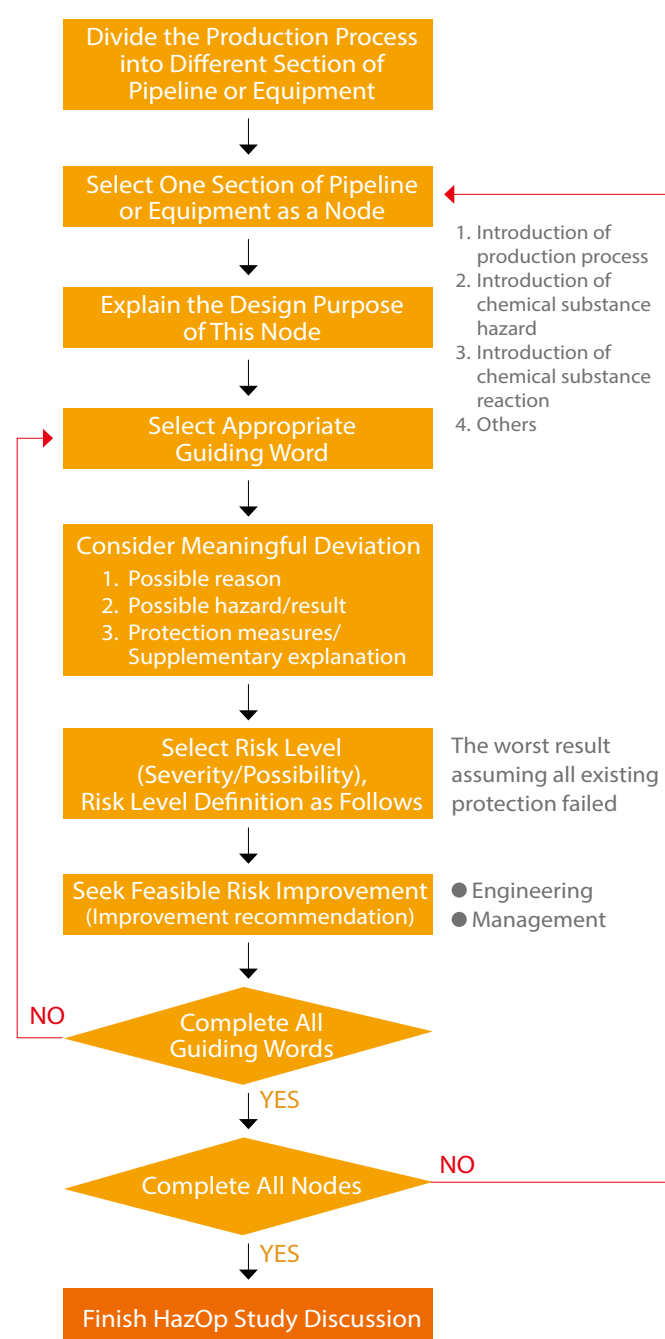 Divide the Production Process
into Different Section of
Pipeline or Equipment
Select One Section of Pipeline
or Equipment as a Node
1. Introduction of
production process
2. Introduction of
chemical substance
hazard
3. Introduction of
chemical substance
reaction
4. Others
Explain the Design Purpose
of This Node
Select Appropriate
Guiding Word
Consider Meaningful Deviation
1. Possible reason
2. Possible hazard/result
3. Protection measures/
Supplementary explanation
Select Risk Level
(Severity/Possibility),
Risk Level Definition as Follows
The worst result
assuming all existing
protection failed
Seek Feasible Risk Improvement
(Improvement recommendation)
● Engineering
● Management
Complete All
Guiding Words
NO
YES
Complete All Nodes
NO
YES
Finish HazOp Study Discussion